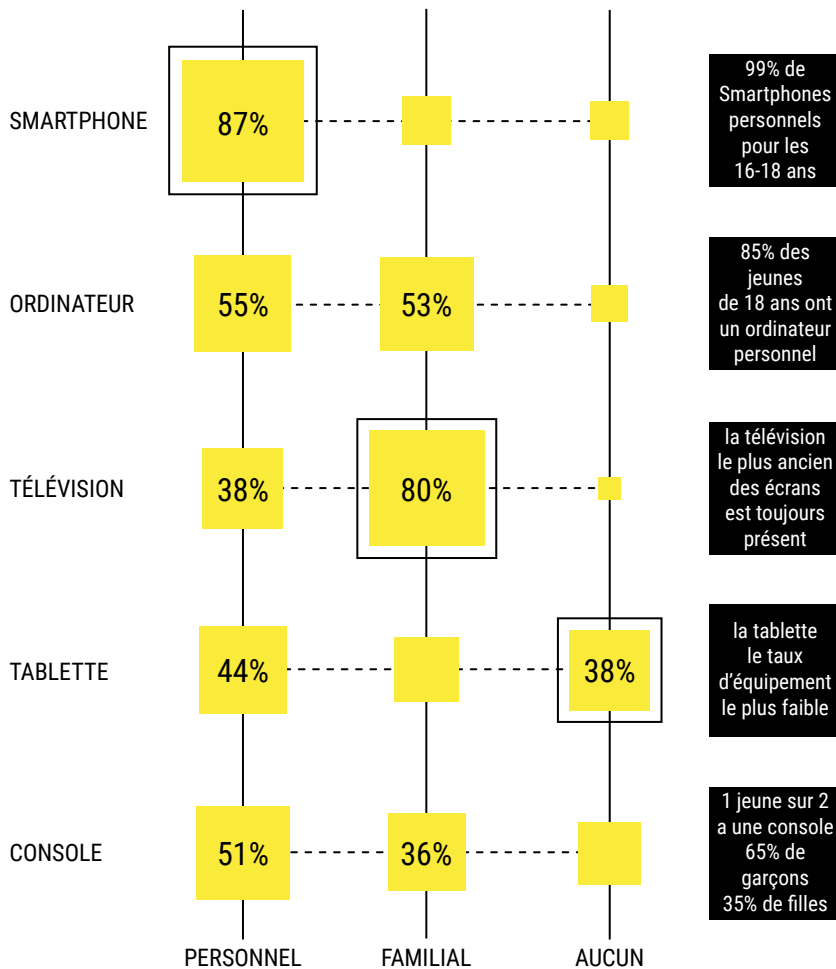 SMARTPHONE
87%
99% de
Smartphones
personnels
pour les
16-18 ans
ORDINATEUR
55%
53%
85% des
jeunes
de 18 ans ont
un ordinateur
personnel
TÉLÉVISION
38%
80%
la télévision
le plus ancien
des écrans
est toujours
présent
TABLETTE
44%
38%
la tablette
le taux
d’équipement
le plus faible
CONSOLE
51%
36%
1 jeune sur 2
a une console
65% de
garçons
35% de filles
PERSONNEL
FAMILIAL
AUCUN